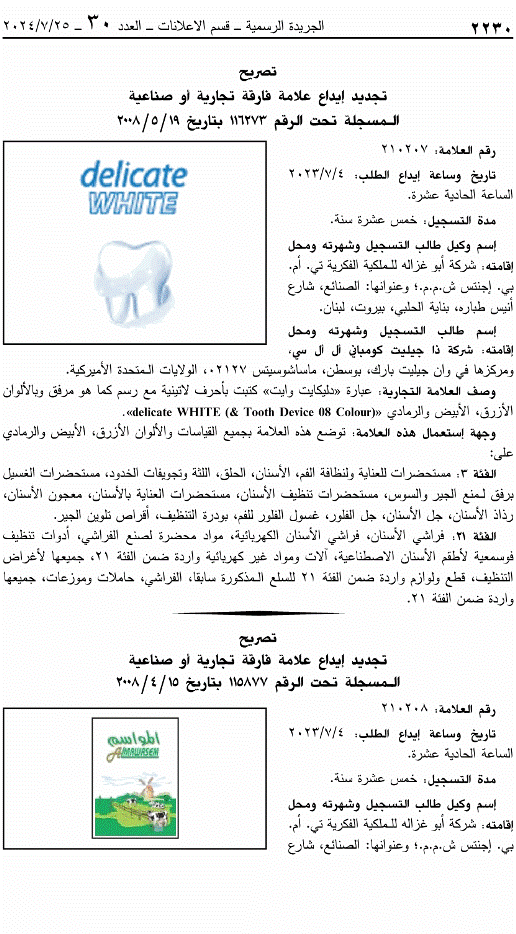 ٢٢٣٠ الجريدة الرسمية ــ قسم الاعلانات ــ العدد ٣٠ ــ ٢٠٢٤/٧/٢٥
تصريح
تجديد إيداع علامة فارقة تجارية أو صناعية
المسجلة تحت الرقم ١١٦٢٧٣ بتاريخ ٢٠٠٨/٥/١٩
delicate
WHITE
رقم العلامة: ٢١٠٢٠٧
تاريخ وساعة إيداع الطلب: ٢٠٢٣/٧/٤
الساعة الحادية عشرة.
مدة التسجيل: خمس عشرة سنة.
إسم وكيل طالب التسجيل وشهرته ومحل
إقامته: شركة أبو غزاله للملكية الفكرية تي. أم.
بي. إجنتس ش.م.م.؛ وعنوانها: الصنائع، شارع
أنيس طباره، بناية الحلبي، بيروت، لبنان.
إسم طالب التسجيل وشهرته ومحل
إقامته: شركة ذا جيليت كومباني أل أل سي،
ومركزها في وان جيليت بارك، بوسطن، ماساشوسيتس ٠٢١٢٧، الولايات المتحدة الأميركية.
وصف العلامة التجارية: عبارة «دليكايت وايت» كتبت بأحرف لاتينية مع رسم كما هو مرفق وبالألوان
الأزرق، الأبيض والرمادي «delicate WHITE (& Tooth Device 08 Colour)».
وجهة إستعمال هذه العلامة: توضع هذه العلامة بجميع القياسات والألوان الأزرق، الأبيض والرمادي
على:
الفئة ٣: مستحضرات للعناية ولنظافة الفم، الأسنان، الحلق، اللثة وتجويفات الخدود، مستحضرات الغسيل
برفق لمنع الجير والسوس، مستحضرات تنظيف الأسنان، مستحضرات العناية بالأسنان، معجون الأسنان،
رذاذ الأسنان، جل الأسنان، جل الفلور، غسول الفلور للفم، بودرة التنظيف، أقراص تلوين الجير.
الفئة ٢١: فراشي الأسنان، فراشي الأسنان الكهربائية، مواد محضرة لصنع الفراشي، أدوات تنظيف
فوسمعية لأطقم الأسنان الاصطناعية، آلات ومواد غير كهربائية واردة ضمن الفئة ٢١، جميعها لأغراض
التنظيف، قطع ولوازم واردة ضمن الفئة ٢١ للسلع المذكورة سابقا، الفراشي، حاملات وموزعات، جميعها
واردة ضمن الفئة ٢١.
تصريح
تجديد إيداع علامة فارقة تجارية أو صناعية
المسجلة تحت الرقم ١١٥٨٧٧ بتاريخ ٢٠٠٨/٤/١٥
المواسم
ALMAWASEM
رقم العلامة: ٢١٠٢٠٨
تاريخ وساعة إيداع الطلب: ٢٠٢٣/٧/٤
الساعة الحادية عشرة.
مدة التسجيل: خمس عشرة سنة.
إسم وكيل طالب التسجيل وشهرته ومحل
إقامته: شركة أبو غزاله للملكية الفكرية تي. أم.
بي. إجنتس ش.م.م.؛ وعنوانها: الصنائع، شارع